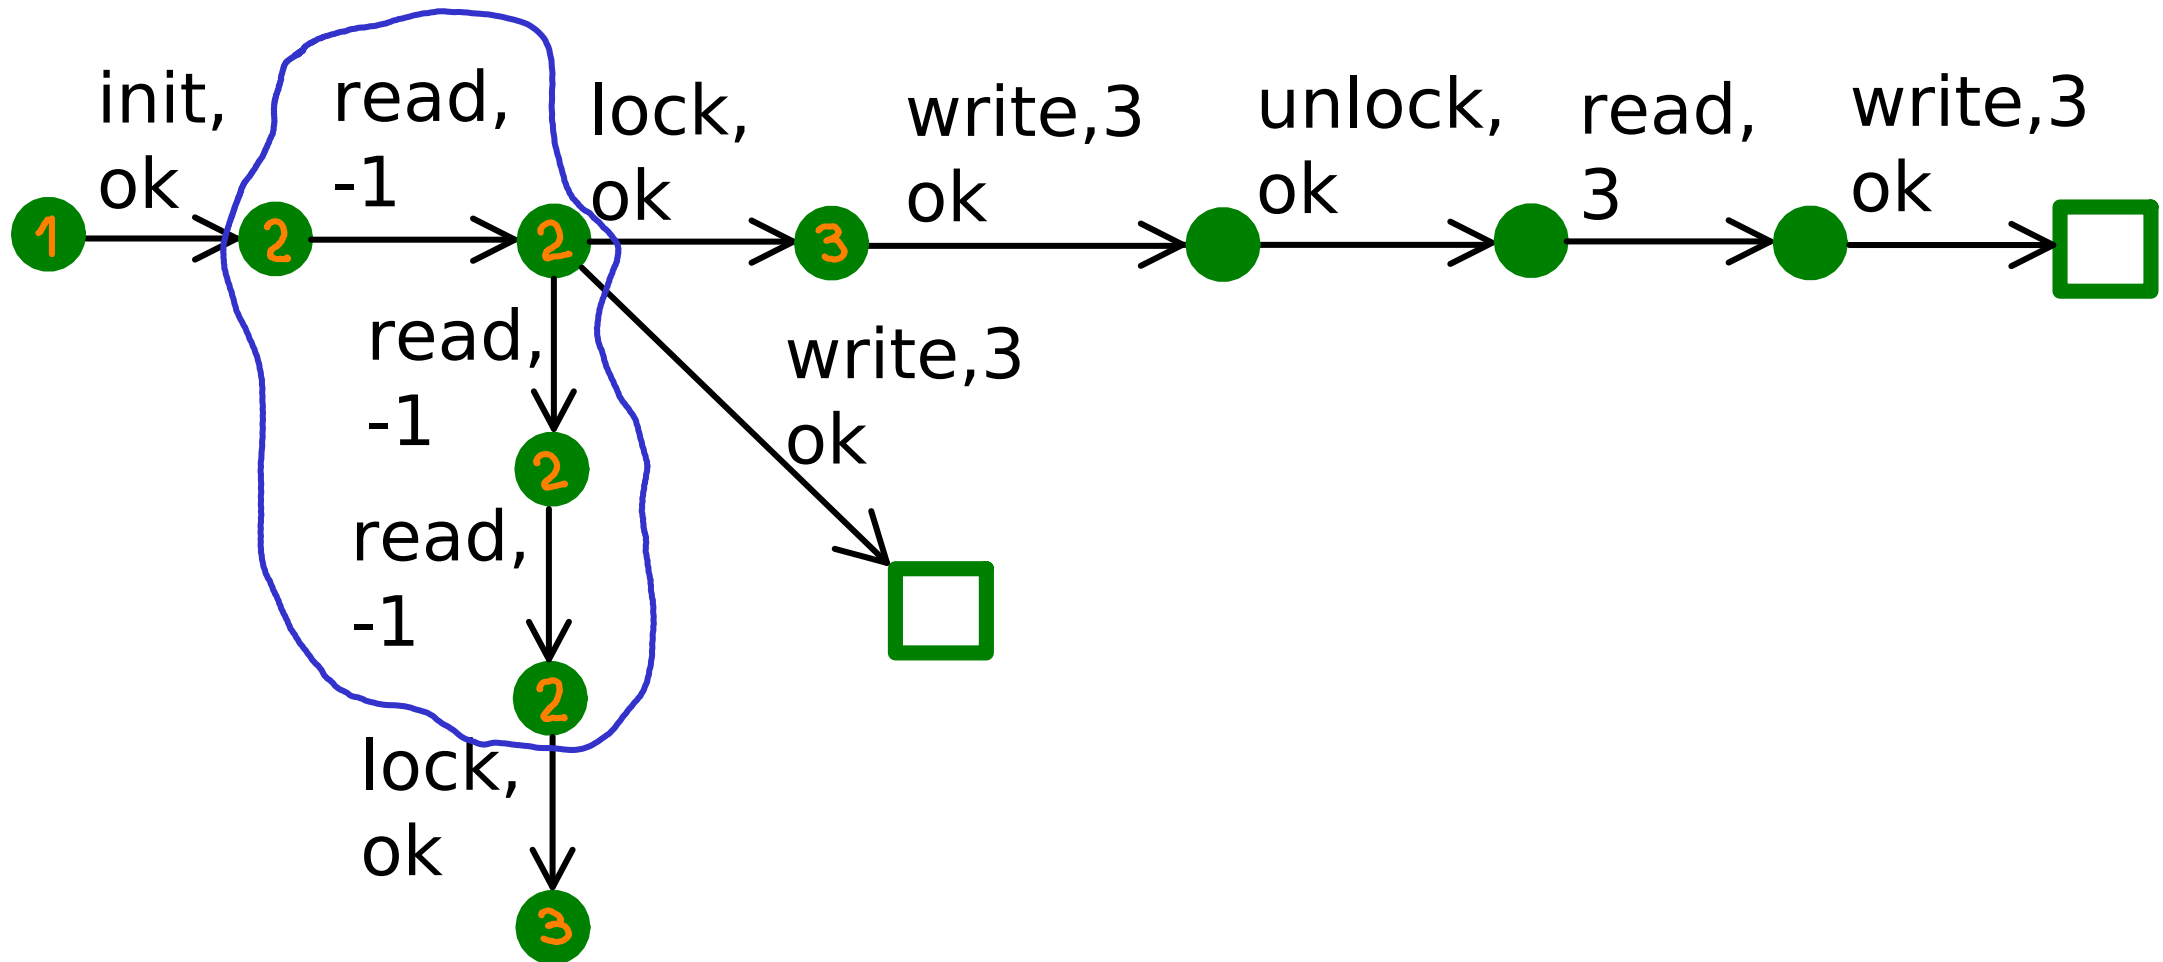 init,
ok
read,
-1
lock,
ok
write,3
ok
unlock,
ok
read,
3
write,3
ok
1
2
2
3
read,
-1
write,3
ok
2
read,
-1
2
lock,
ok
3